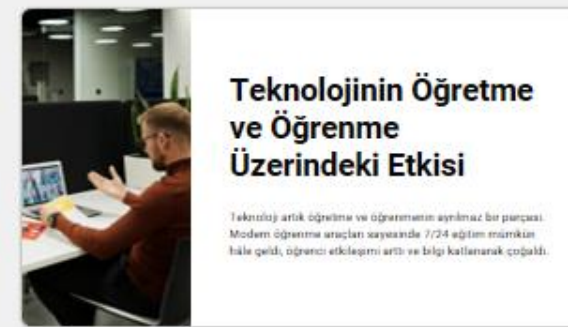 Teknolojinin Öğretme
ve Öğrenme
Üzerindeki Etkisi
Teknoloji artık öğretme ve öğrenmenin ayrılmaz bir parçası.
Modern öğrenme araçları sayesinde 7/24 eğitim mümkün
hâle geldi, öğrenci etkileşimi arttı ve bilgi katlanarak çoğaldı.